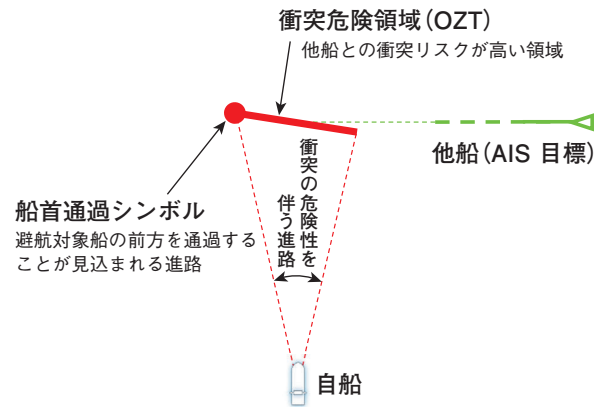 衝突危険領域（OZT）
他船との衝突リスクが高い領域
他船（AIS 目標）
衝突の危険性を
伴う進路
船首通過シンボル
避航対象船の前方を通過する
ことが見込まれる進路
自船